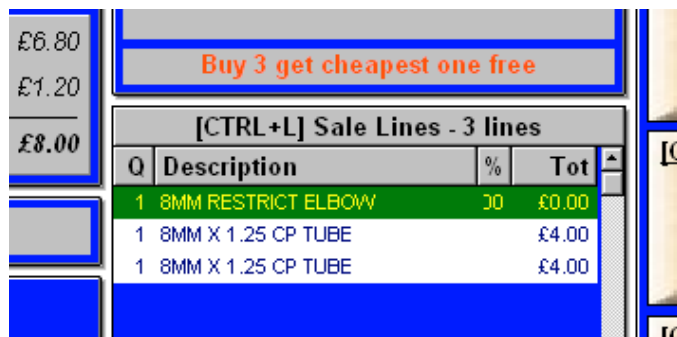 £6.80
£1.20
£8.00
Buy 3 get cheapest one free
[CTRL+L] Sale Lines - 3 lines
Q Description % Tot
1 8MM RESTRICT ELBOW 00 £0.00
1 8MM X 1.25 CP TUBE £4.00
1 8MM X 1.25 CP TUBE £4.00